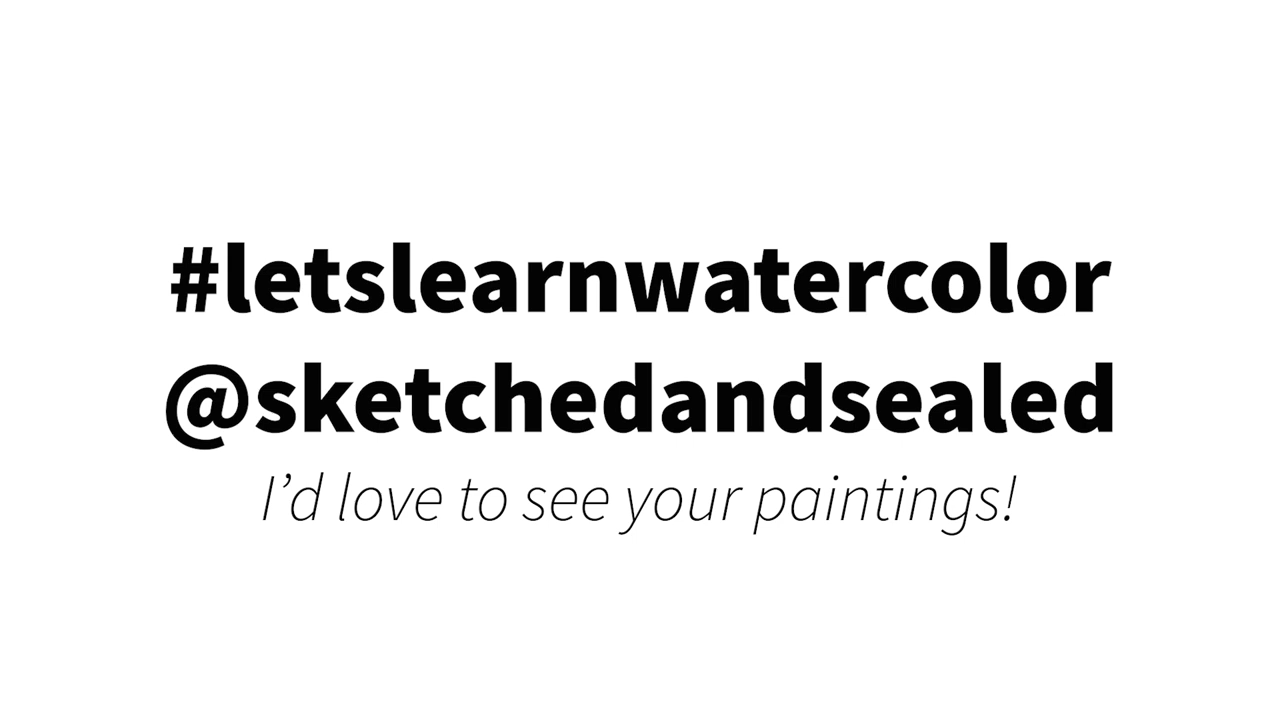 #letslearnwatercolor
@sketchedandsealed
I’d love to see your paintings!